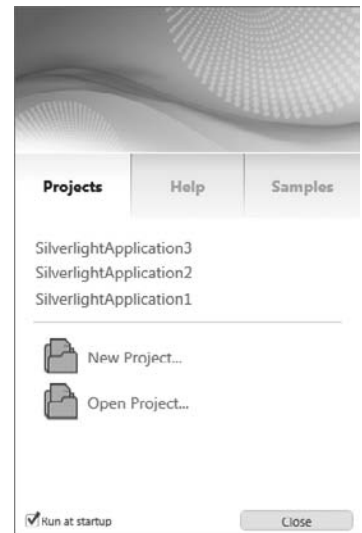 Projects Help Samples
SilverlightApplication3
SilverlightApplication2
SilverlightApplication1
New Project...
Open Project...
Run at startup Close